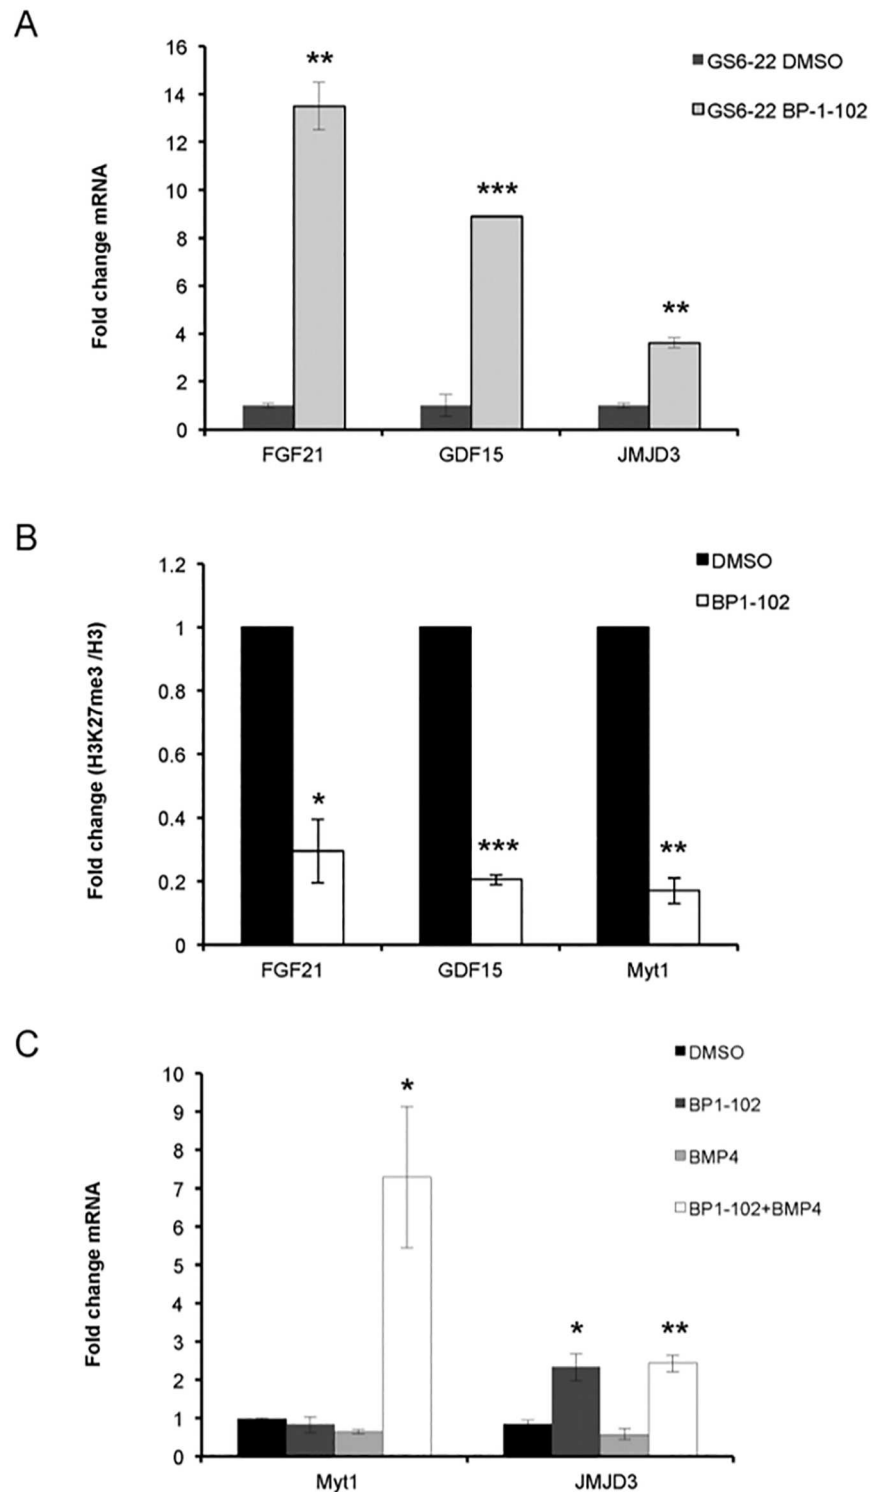 A
16
14
12
10
8
6
4
2
0
Fold change mRNA
**
***
**
FGF21
GDF15
JMJD3
GS6-22 DMSO
GS6-22 BP-1-102
B
1.2
1
0.8
0.6
0.4
0.2
0
Fold change (H3K27me3 /H3)
*
***
**
FGF21
GDF15
Myt1
DMSO
BP1-102
C
10
9
8
7
6
5
4
3
2
1
0
Fold change mRNA
*
*
**
Myt1
JMJD3
DMSO
BP1-102
BMP4
BP1-102+BMP4